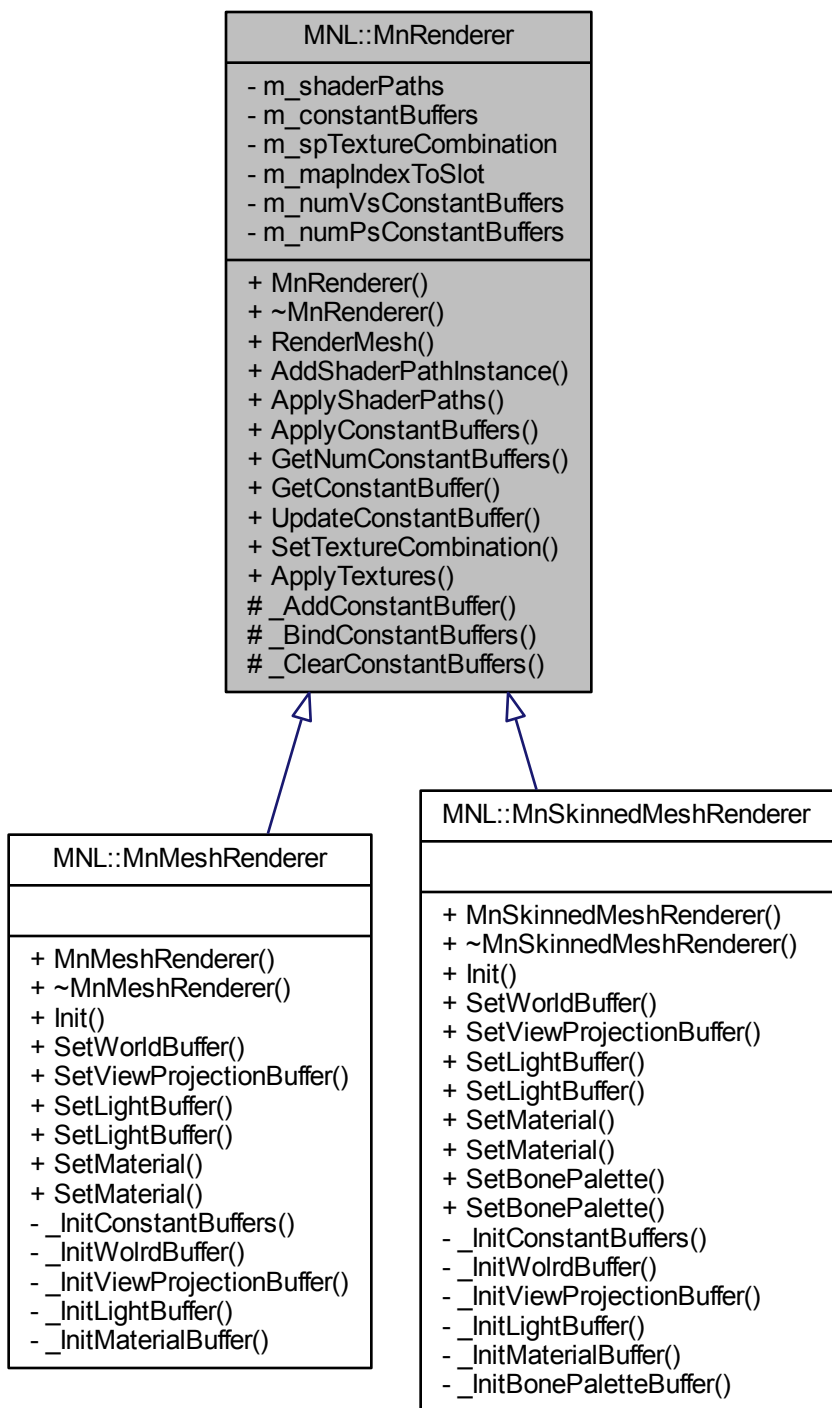 MNL::MnRenderer
- m_shaderPaths
- m_constantBuffers
- m_spTextureCombination
- m_mapIndexToSlot
- m_numVsConstantBuffers
- m_numPsConstantBuffers
+ MnRenderer()
+ ~MnRenderer()
+ RenderMesh()
+ AddShaderPathInstance()
+ ApplyShaderPaths()
+ ApplyConstantBuffers()
+ GetNumConstantBuffers()
+ GetConstantBuffer()
+ UpdateConstantBuffer()
+ SetTextureCombination()
+ ApplyTextures()
# _AddConstantBuffer()
# _BindConstantBuffers()
# _ClearConstantBuffers()
MNL::MnMeshRenderer
+ MnMeshRenderer()
+ ~MnMeshRenderer()
+ Init()
+ SetWorldBuffer()
+ SetViewProjectionBuffer()
+ SetLightBuffer()
+ SetLightBuffer()
+ SetMaterial()
+ SetMaterial()
- _InitConstantBuffers()
- _InitWolrdBuffer()
- _InitViewProjectionBuffer()
- _InitLightBuffer()
- _InitMaterialBuffer()
MNL::MnSkinnedMeshRenderer
+ MnSkinnedMeshRenderer()
+ ~MnSkinnedMeshRenderer()
+ Init()
+ SetWorldBuffer()
+ SetViewProjectionBuffer()
+ SetLightBuffer()
+ SetLightBuffer()
+ SetMaterial()
+ SetMaterial()
+ SetBonePalette()
+ SetBonePalette()
- _InitConstantBuffers()
- _InitWolrdBuffer()
- _InitViewProjectionBuffer()
- _InitLightBuffer()
- _InitMaterialBuffer()
- _InitBonePaletteBuffer()